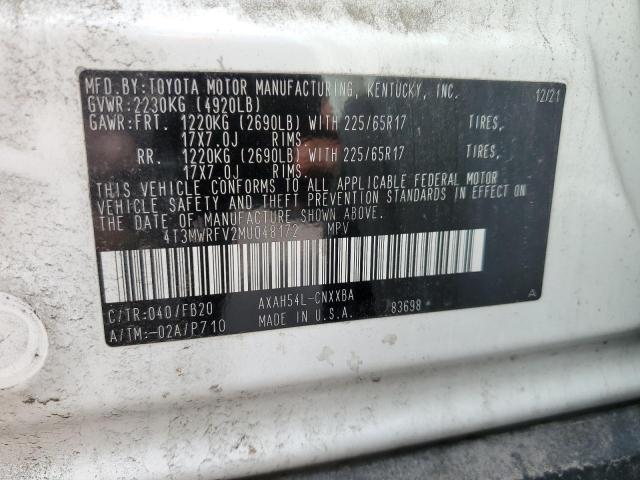 MFD.BY:TOYOTA MOTOR MANUFACTURING, KENTUCKY, INC. 12/21
GVWR:2230KG (4920LB)
GAWR:FRT. 1220KG (2690LB) WITH 225/65R17 TIRES,
17X7.0J RIMS.
RR. 1220KG (2690LB) WITH 225/65R17 TIRES,
17X7.0J RIMS.
THIS VEHICLE CONFORMS TO ALL APPLICABLE FEDERAL MOTOR
VEHICLE SAFETY AND THEFT PREVENTION STANDARDS IN EFFECT ON
THE DATE OF MANUFACTURE SHOWN ABOVE.
4T3MWRFV2MU048172 MPV
C/TR:040/FB20 AXAH54L-CNXXBA A
A/TM:-02A/P710 MADE IN U.S.A. 83698